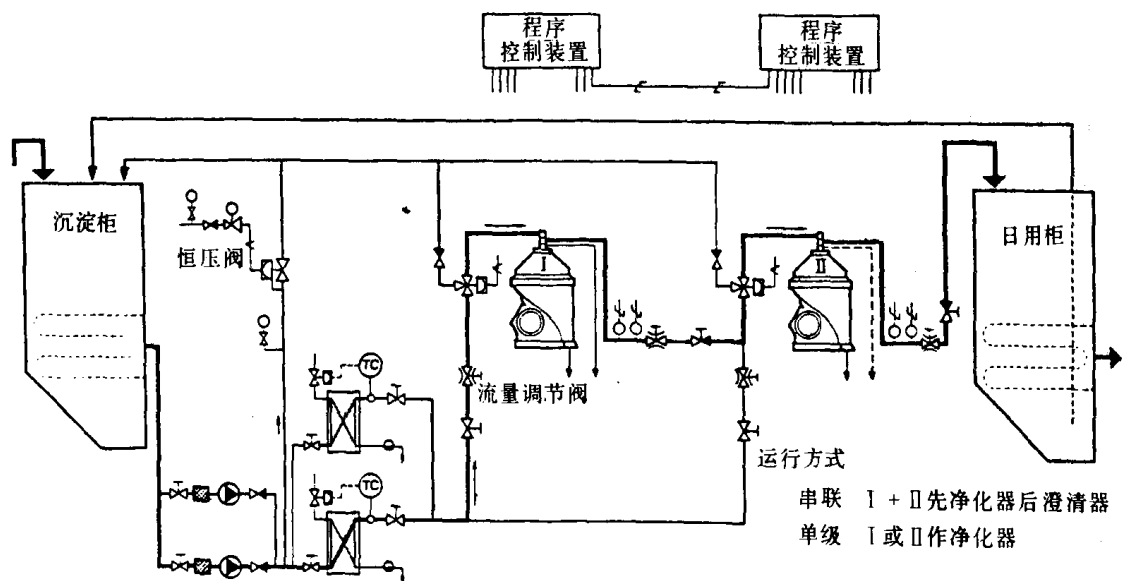 程序
控制装置
程序
控制装置
沉淀柜
恒压阀
Ⅰ
Ⅱ
日用柜
TC
流量调节阀
TC
运行方式
串联 Ⅰ+Ⅱ先净化器后澄清器
单级 Ⅰ或Ⅱ作净化器